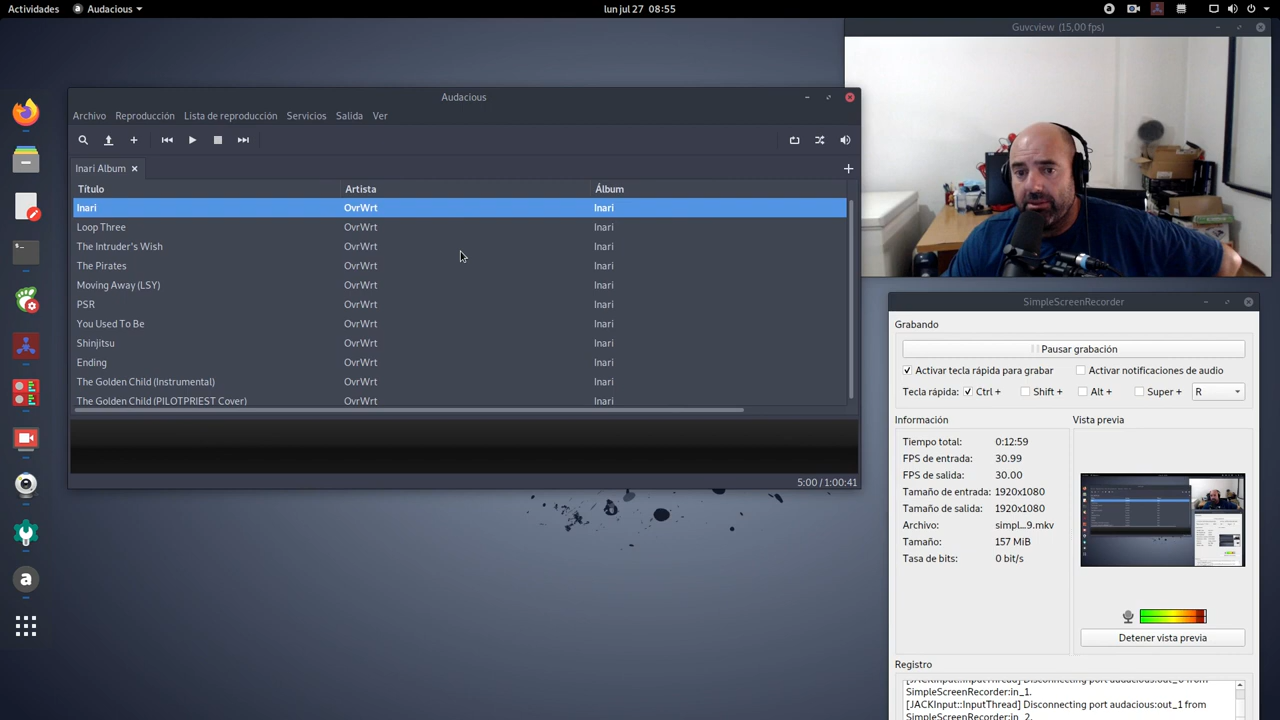 Actividades
Audacious
lun jul 27 08:55
Guvcview (15,00 fps)
Audacious
Archivo Reproducción Lista de reproducción Servicios Salida Ver
Inari Album
Título Artista Álbum
Inari OvrWrt Inari
Loop Three OvrWrt Inari
The Intruder's Wish OvrWrt Inari
The Pirates OvrWrt Inari
Moving Away (LSY) OvrWrt Inari
PSR OvrWrt Inari
You Used To Be OvrWrt Inari
Shinjitsu OvrWrt Inari
Ending OvrWrt Inari
The Golden Child (Instrumental) OvrWrt Inari
The Golden Child (PILOTPRIEST Cover) OvrWrt Inari
5:00 / 1:00:41
SimpleScreenRecorder
Grabando
Pausar grabación
Activar tecla rápida para grabar Activar notificaciones de audio
Tecla rápida: Ctrl + Shift + Alt + Super + R
Información
Tiempo total: 0:12:59
FPS de entrada: 30.99
FPS de salida: 30.00
Tamaño de entrada: 1920x1080
Tamaño de salida: 1920x1080
Archivo: simpl...9.mkv
Tamaño: 157 MiB
Tasa de bits: 0 bit/s
Vista previa
Detener vista previa
Registro
[JACKInput::InputThread] Disconnecting port audacious:out_0 from
SimpleScreenRecorder:in_1.
[JACKInput::InputThread] Disconnecting port audacious:out_1 from
SimpleScreenRecorder:in_2.